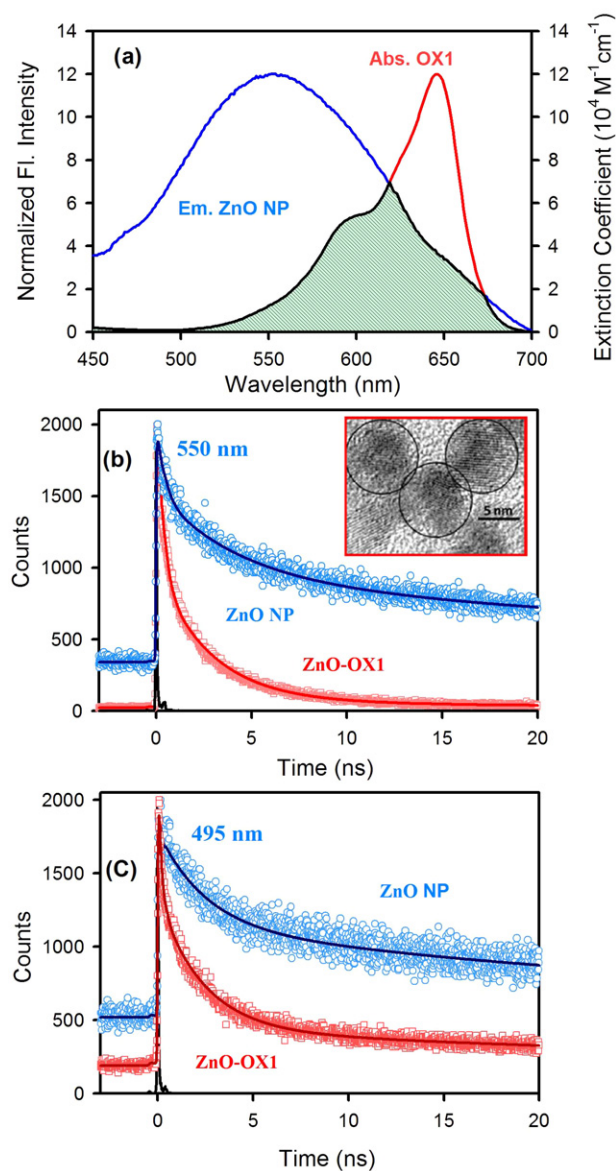 (a)
Abs. OX1
Em. ZnO NP
Normalized Fl. Intensity
Extinction Coefficient (10⁴ M⁻¹cm⁻¹)
14
12
10
8
6
4
2
0
14
12
10
8
6
4
2
0
450 500 550 600 650 700
Wavelength (nm)
(b)
550 nm
5 nm
ZnO NP
ZnO-OX1
Counts
2000
1500
1000
500
0
0 5 10 15 20
Time (ns)
(C)
495 nm
ZnO NP
ZnO-OX1
Counts
2000
1500
1000
500
0
0 5 10 15 20
Time (ns)